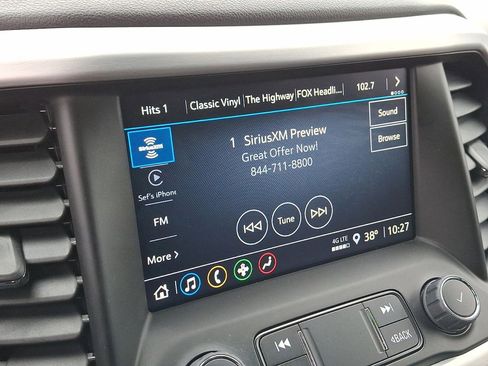 Hits 1 Classic Vinyl The Highway FOX Headli... 102.7 >
SiriusXM
1 SiriusXM Preview
Great Offer Now!
844-711-8800
Sound
Browse
Sef's iPhone
FM
Tune
More >
4G LTE
38° 10:27
BACK